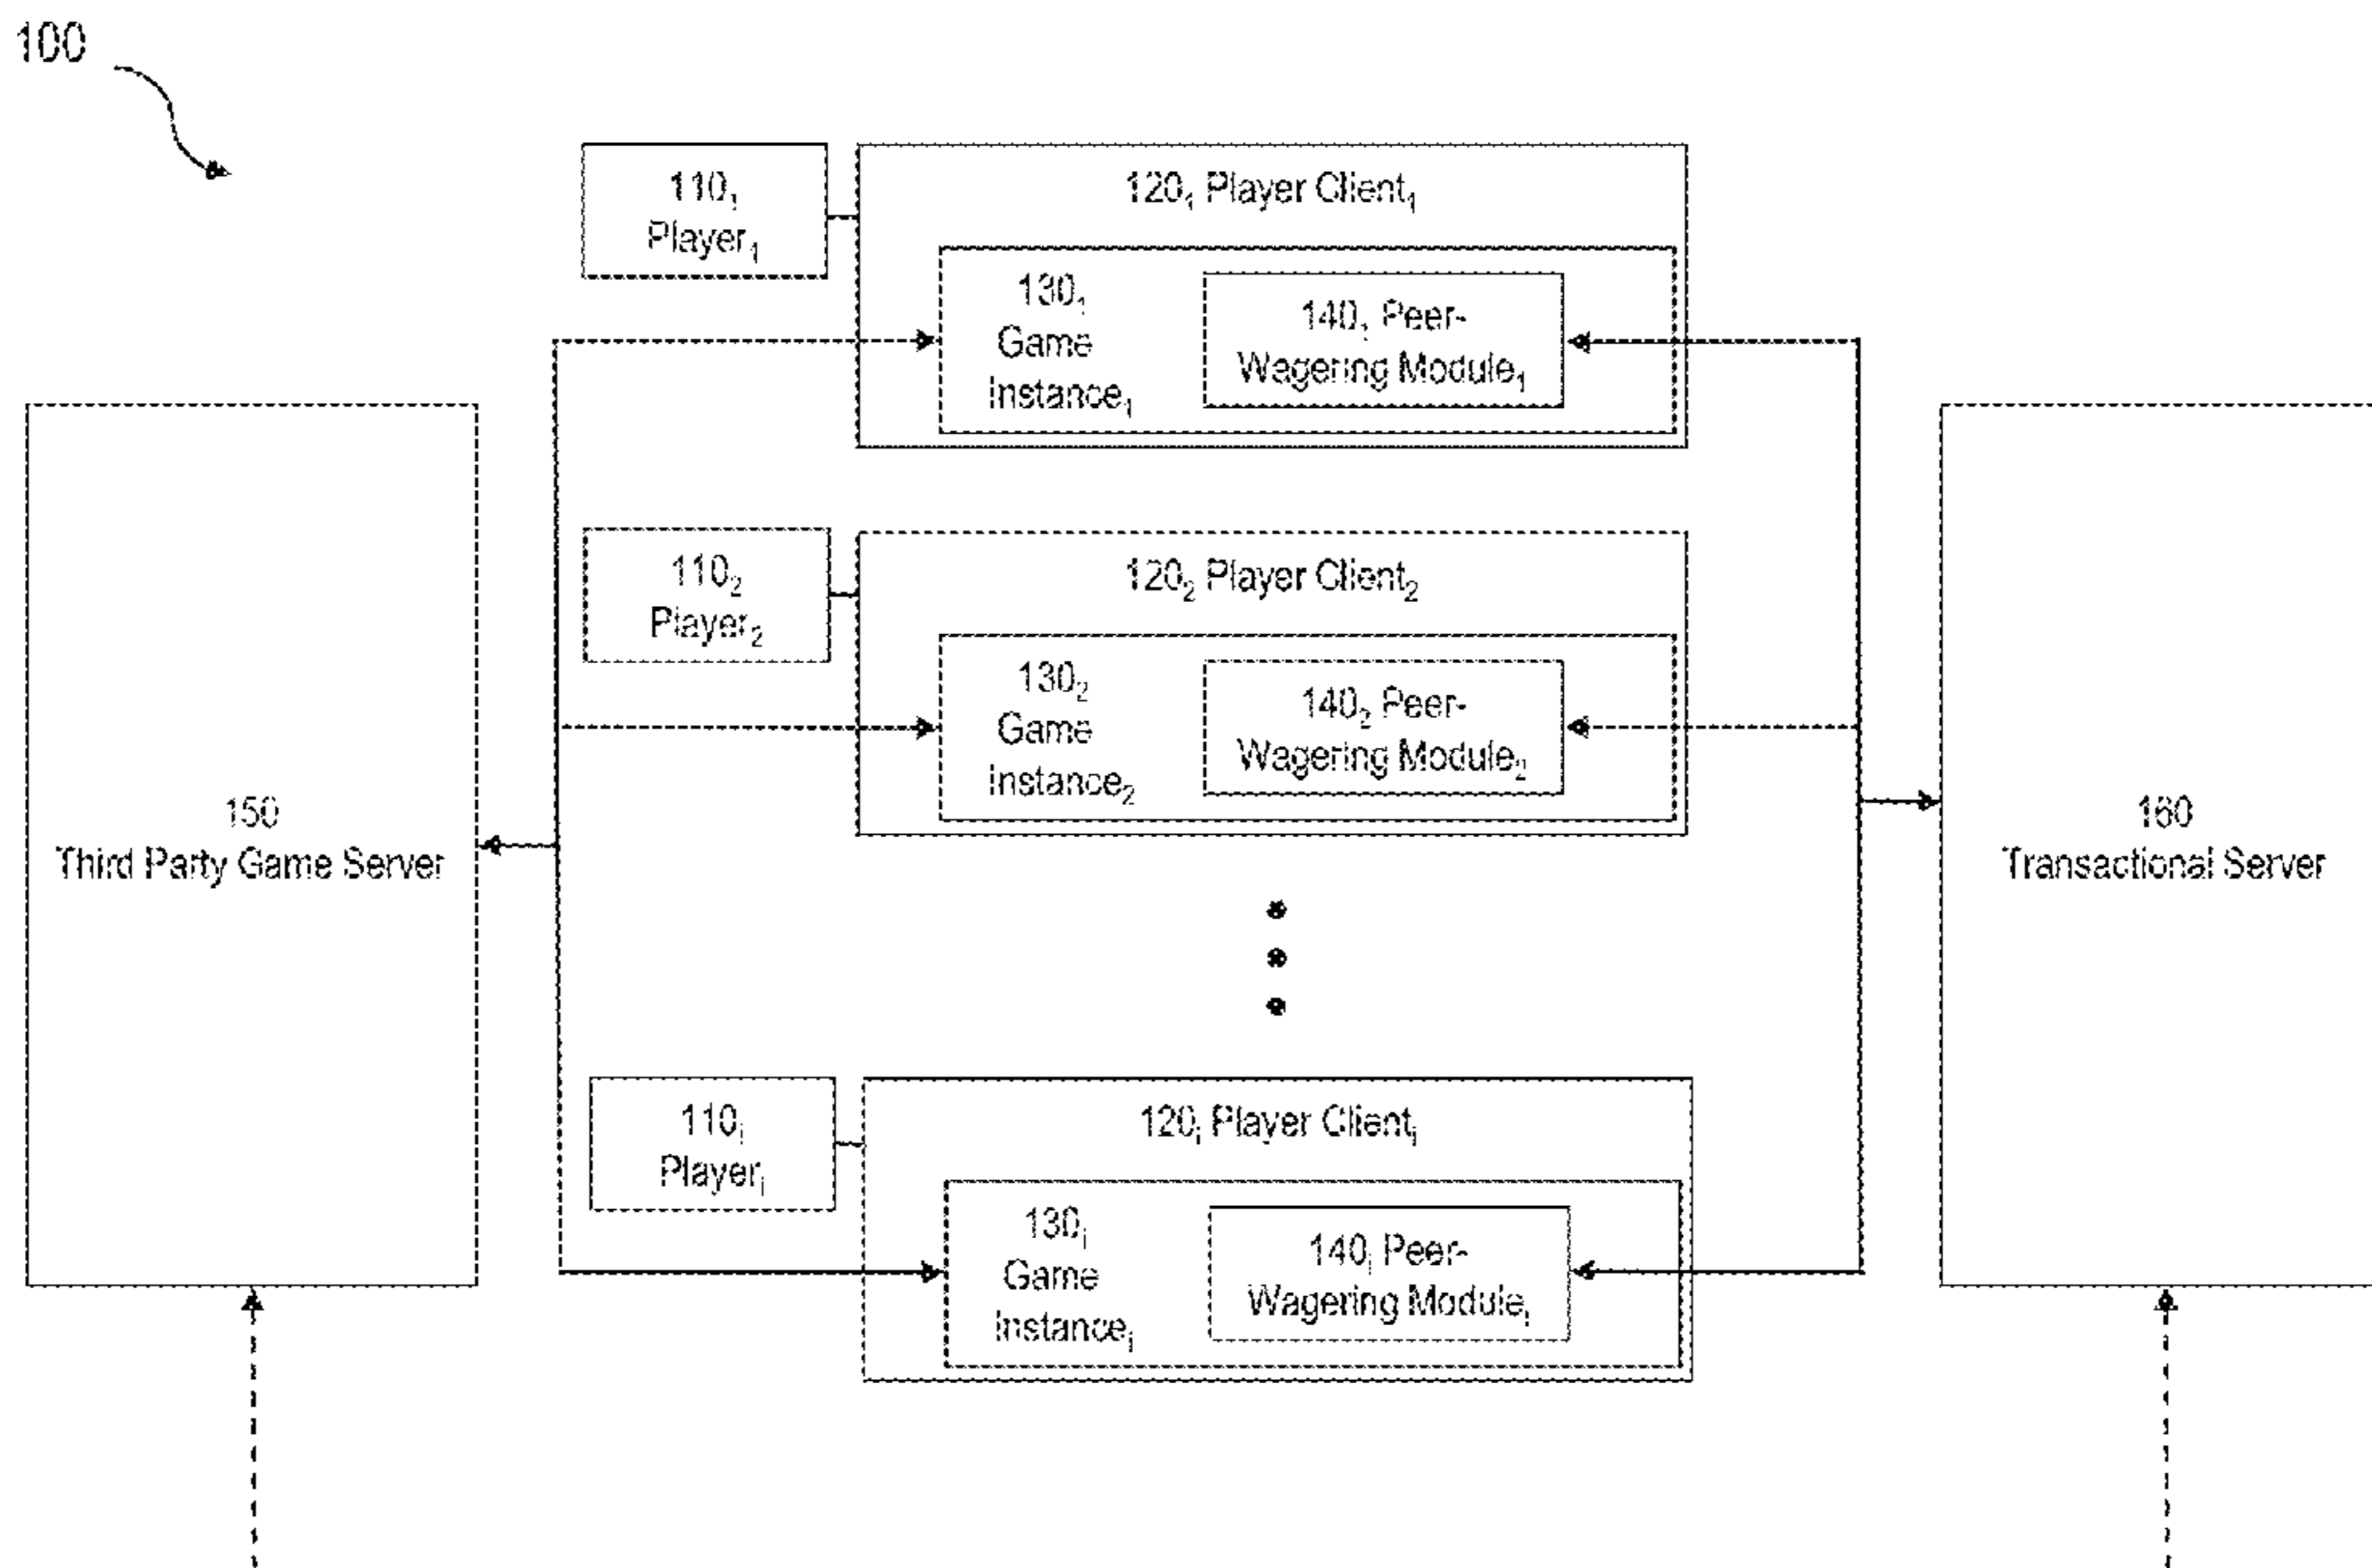 100
110₁
Player₁
120₁ Player Client₁
130₁
Game
Instance₁
140₁ Peer-
Wagering Module₁
110₂
Player₂
120₂ Player Client₂
130₂
Game
Instance₂
140₂ Peer-
Wagering Module₂
150
Third Party Game Server
160
Transactional Server
110ᵢ
Playerᵢ
120ᵢ Player Clientᵢ
130ᵢ
Game
Instanceᵢ
140ᵢ Peer-
Wagering Moduleᵢ